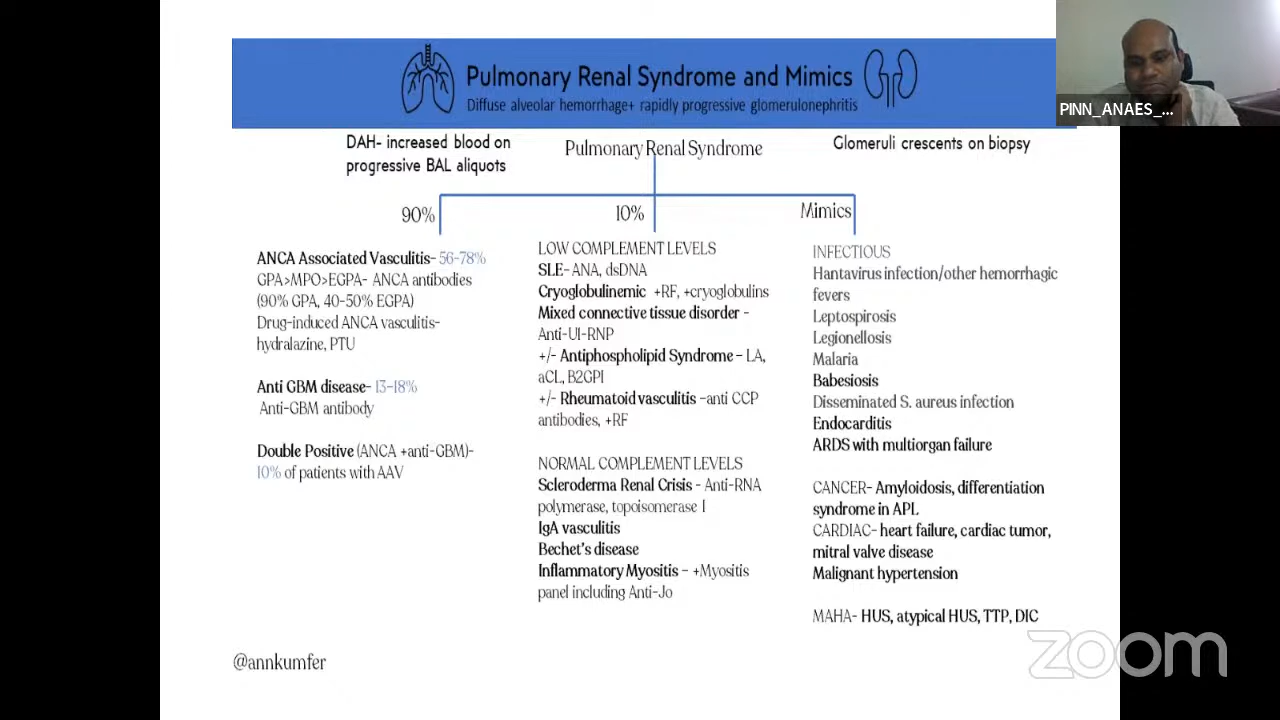 Pulmonary Renal Syndrome and Mimics
Diffuse alveolar hemorrhage+ rapidly progressive glomerulonephritis
PINN_ANAES_...
DAH- increased blood on
progressive BAL aliquots
Pulmonary Renal Syndrome
Glomeruli crescents on biopsy
90%
ANCA Associated Vasculitis- 56-78%
GPA>MPO>EGPA- ANCA antibodies
(90% GPA, 40-50% EGPA)
Drug-induced ANCA vasculitis-
hydralazine, PTU
Anti GBM disease- 13-18%
Anti-GBM antibody
Double Positive (ANCA +anti-GBM)-
10% of patients with AAV
10%
LOW COMPLEMENT LEVELS
SLE- ANA, dsDNA
Cryoglobulinemic +RF, +cryoglobulins
Mixed connective tissue disorder -
Anti-U1-RNP
+/- Antiphospholipid Syndrome - LA,
aCL, B2GPI
+/- Rheumatoid vasculitis -anti CCP
antibodies, +RF
NORMAL COMPLEMENT LEVELS
Scleroderma Renal Crisis - Anti-RNA
polymerase, topoisomerase I
IgA vasculitis
Bechet's disease
Inflammatory Myositis - +Myositis
panel including Anti-Jo
Mimics
INFECTIOUS
Hantavirus infection/other hemorrhagic
fevers
Leptospirosis
Legionellosis
Malaria
Babesiosis
Disseminated S. aureus infection
Endocarditis
ARDS with multiorgan failure
CANCER- Amyloidosis, differentiation
syndrome in APL
CARDIAC- heart failure, cardiac tumor,
mitral valve disease
Malignant hypertension
MAHA- HUS, atypical HUS, TTP, DIC
@annkumfer
zoom